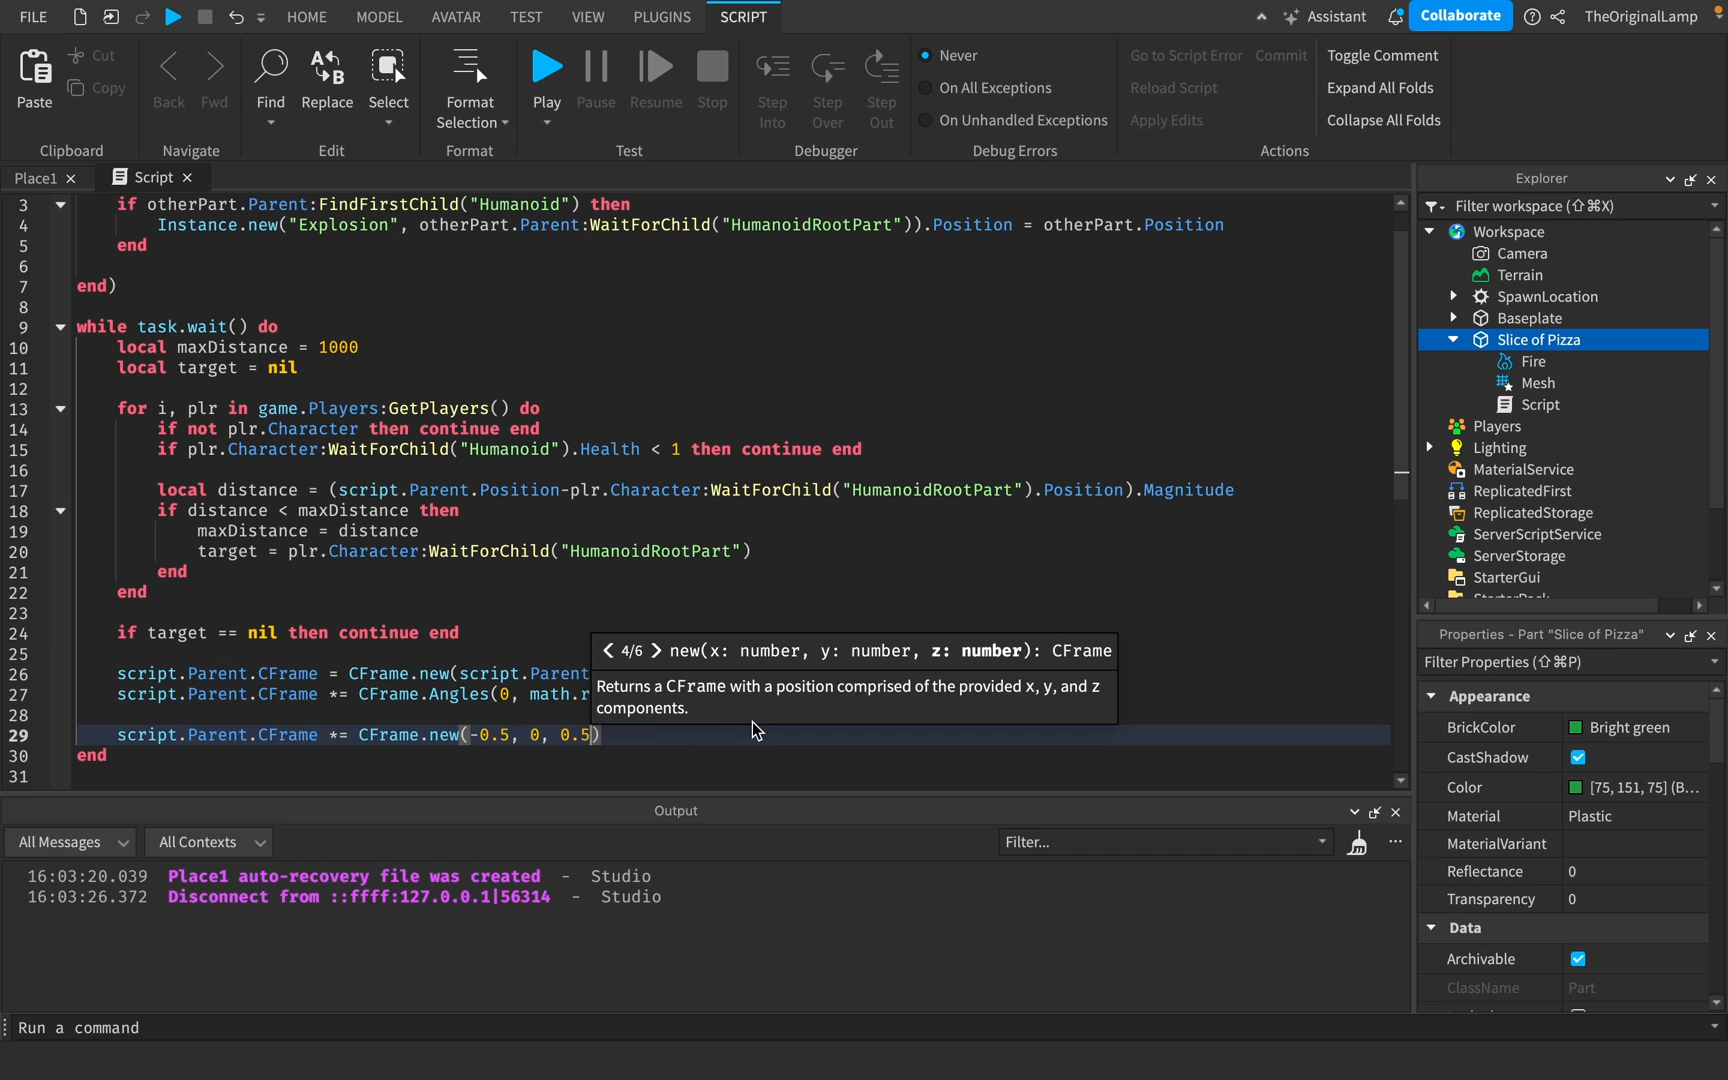 FILE HOME MODEL AVATAR TEST VIEW PLUGINS SCRIPT Assistant Collaborate TheOriginalLamp
Paste Cut Copy
Clipboard
Back Fwd
Navigate
Find Replace Select
Edit
Format Selection
Format
Play Pause Resume Stop
Test
Step Into Step Over Step Out
Debugger
Never
On All Exceptions
On Unhandled Exceptions
Debug Errors
Go to Script Error Commit Toggle Comment
Reload Script Expand All Folds
Apply Edits Collapse All Folds
Actions
Place1 Script
3 if otherPart.Parent:FindFirstChild("Humanoid") then
4 Instance.new("Explosion", otherPart.Parent:WaitForChild("HumanoidRootPart")).Position = otherPart.Position
5 end
6
7 end)
8
9 while task.wait() do
10 local maxDistance = 1000
11 local target = nil
12
13 for i, plr in game.Players:GetPlayers() do
14 if not plr.Character then continue end
15 if plr.Character:WaitForChild("Humanoid").Health < 1 then continue end
16
17 local distance = (script.Parent.Position-plr.Character:WaitForChild("HumanoidRootPart").Position).Magnitude
18 if distance < maxDistance then
19 maxDistance = distance
20 target = plr.Character:WaitForChild("HumanoidRootPart")
21 end
22 end
23
24 if target == nil then continue end
25
26 script.Parent.CFrame = CFrame.new(script.Parent
27 script.Parent.CFrame *= CFrame.Angles(0, math.r
28
29 script.Parent.CFrame *= CFrame.new(-0.5, 0, 0.5)
30 end
31
4/6 new(x: number, y: number, z: number): CFrame
Returns a CFrame with a position comprised of the provided x, y, and z
components.
Output
All Messages All Contexts Filter...
16:03:20.039 Place1 auto-recovery file was created - Studio
16:03:26.372 Disconnect from ::ffff:127.0.0.1|56314 - Studio
Run a command
Explorer
Filter workspace (⇧⌘X)
Workspace
Camera
Terrain
SpawnLocation
Baseplate
Slice of Pizza
Fire
Mesh
Script
Players
Lighting
MaterialService
ReplicatedFirst
ReplicatedStorage
ServerScriptService
ServerStorage
StarterGui
Properties - Part "Slice of Pizza"
Filter Properties (⇧⌘P)
Appearance
BrickColor Bright green
CastShadow
Color [75, 151, 75] (B...
Material Plastic
MaterialVariant
Reflectance 0
Transparency 0
Data
Archivable
ClassName Part